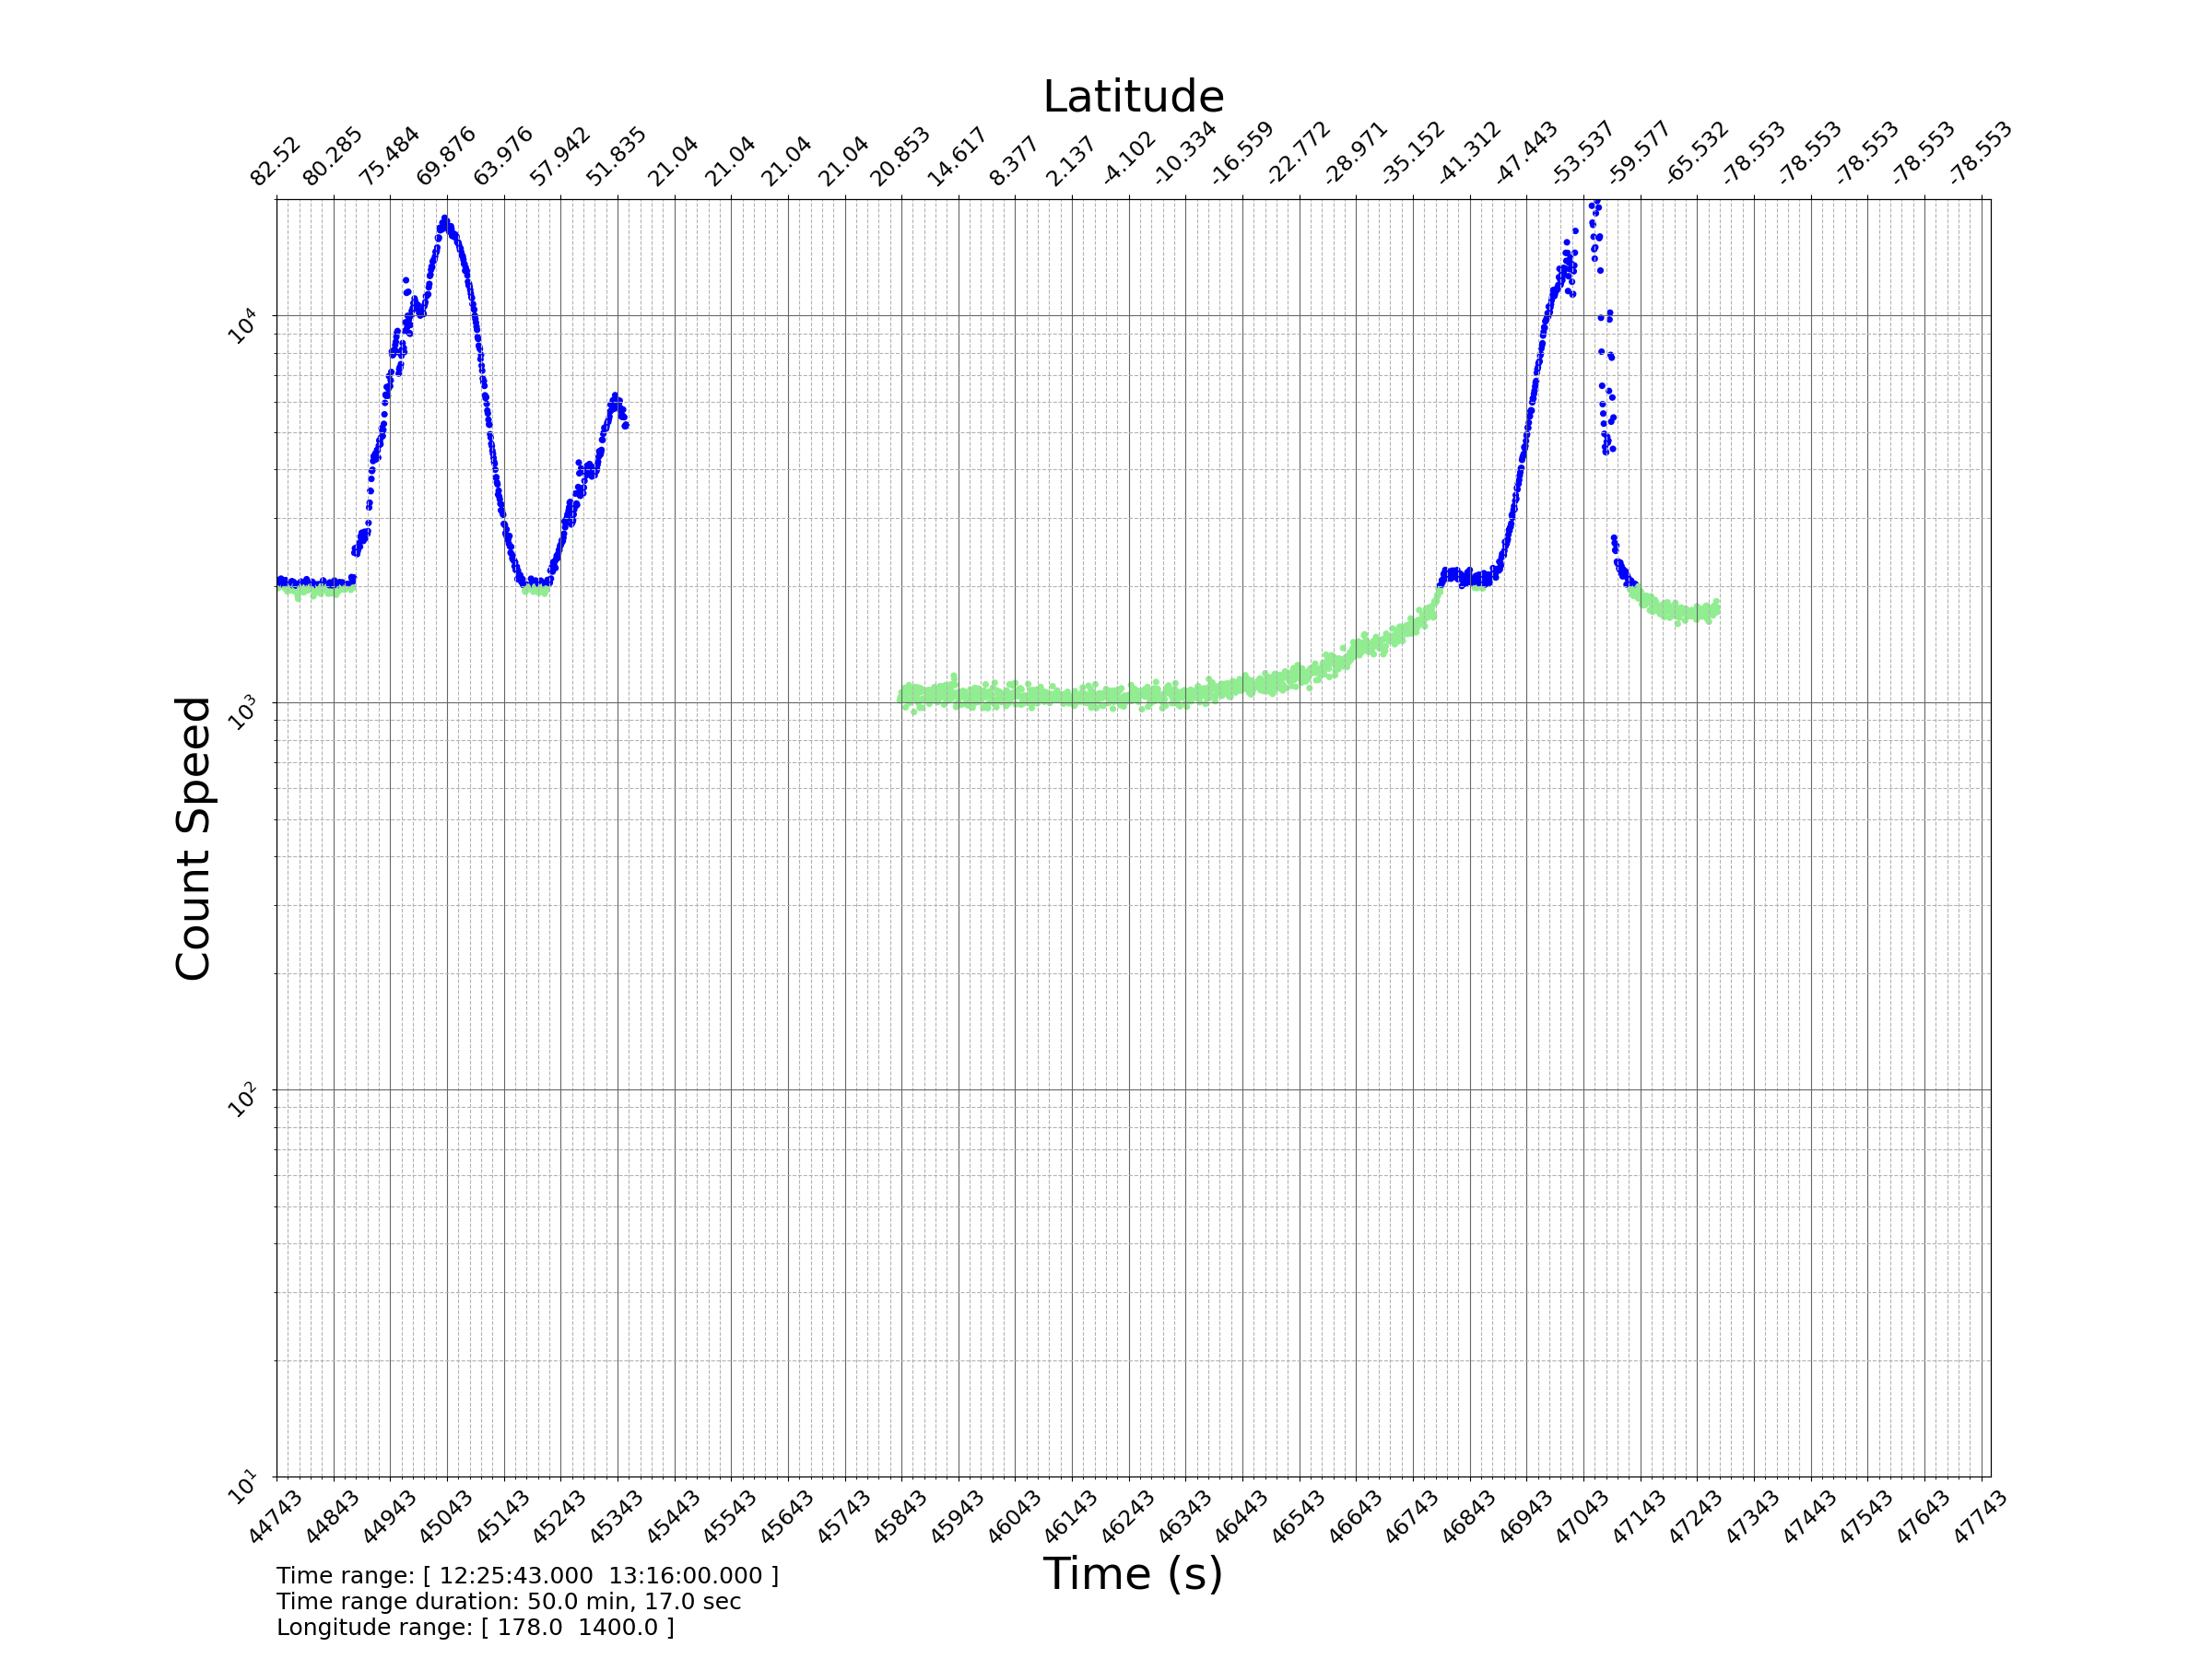 Latitude
82.52 80.285 75.484 69.876 63.976 57.942 51.835 21.04 21.04 21.04 21.04 20.853 14.617 8.377 2.137 -4.102 -10.334 -16.559 -22.772 -28.971 -35.152 -41.312 -47.443 -53.537 -59.577 -65.532 -78.553 -78.553 -78.553 -78.553 -78.553
10⁴
10³
10²
10¹
Count Speed
44743 44843 44943 45043 45143 45243 45343 45443 45543 45643 45743 45843 45943 46043 46143 46243 46343 46443 46543 46643 46743 46843 46943 47043 47143 47243 47343 47443 47543 47643 47743
Time (s)
Time range: [ 12:25:43.000  13:16:00.000 ]
Time range duration: 50.0 min, 17.0 sec
Longitude range: [ 178.0  1400.0 ]